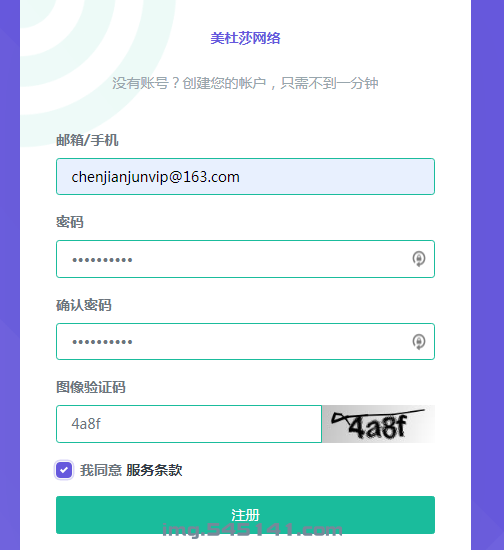 美杜莎网络
没有账号？创建您的帐户，只需不到一分钟
邮箱/手机
chenjianjunvip@163.com
密码
••••••••••
确认密码
••••••••••
图像验证码
4a8f 4a8f
我同意 服务条款
注册
img.545141.com